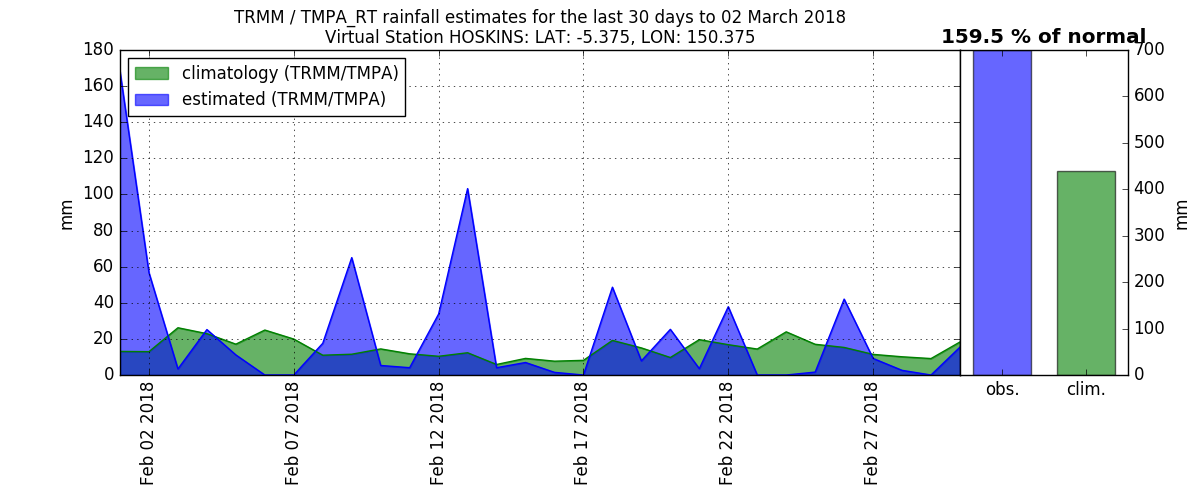 TRMM / TMPA_RT rainfall estimates for the last 30 days to 02 March 2018
Virtual Station HOSKINS: LAT: -5.375, LON: 150.375
159.5 % of normal
climatology (TRMM/TMPA)
estimated (TRMM/TMPA)
180
160
140
120
100
80
60
40
20
0
mm
Feb 02 2018
Feb 07 2018
Feb 12 2018
Feb 17 2018
Feb 22 2018
Feb 27 2018
700
600
500
400
300
200
100
0
mm
obs.
clim.